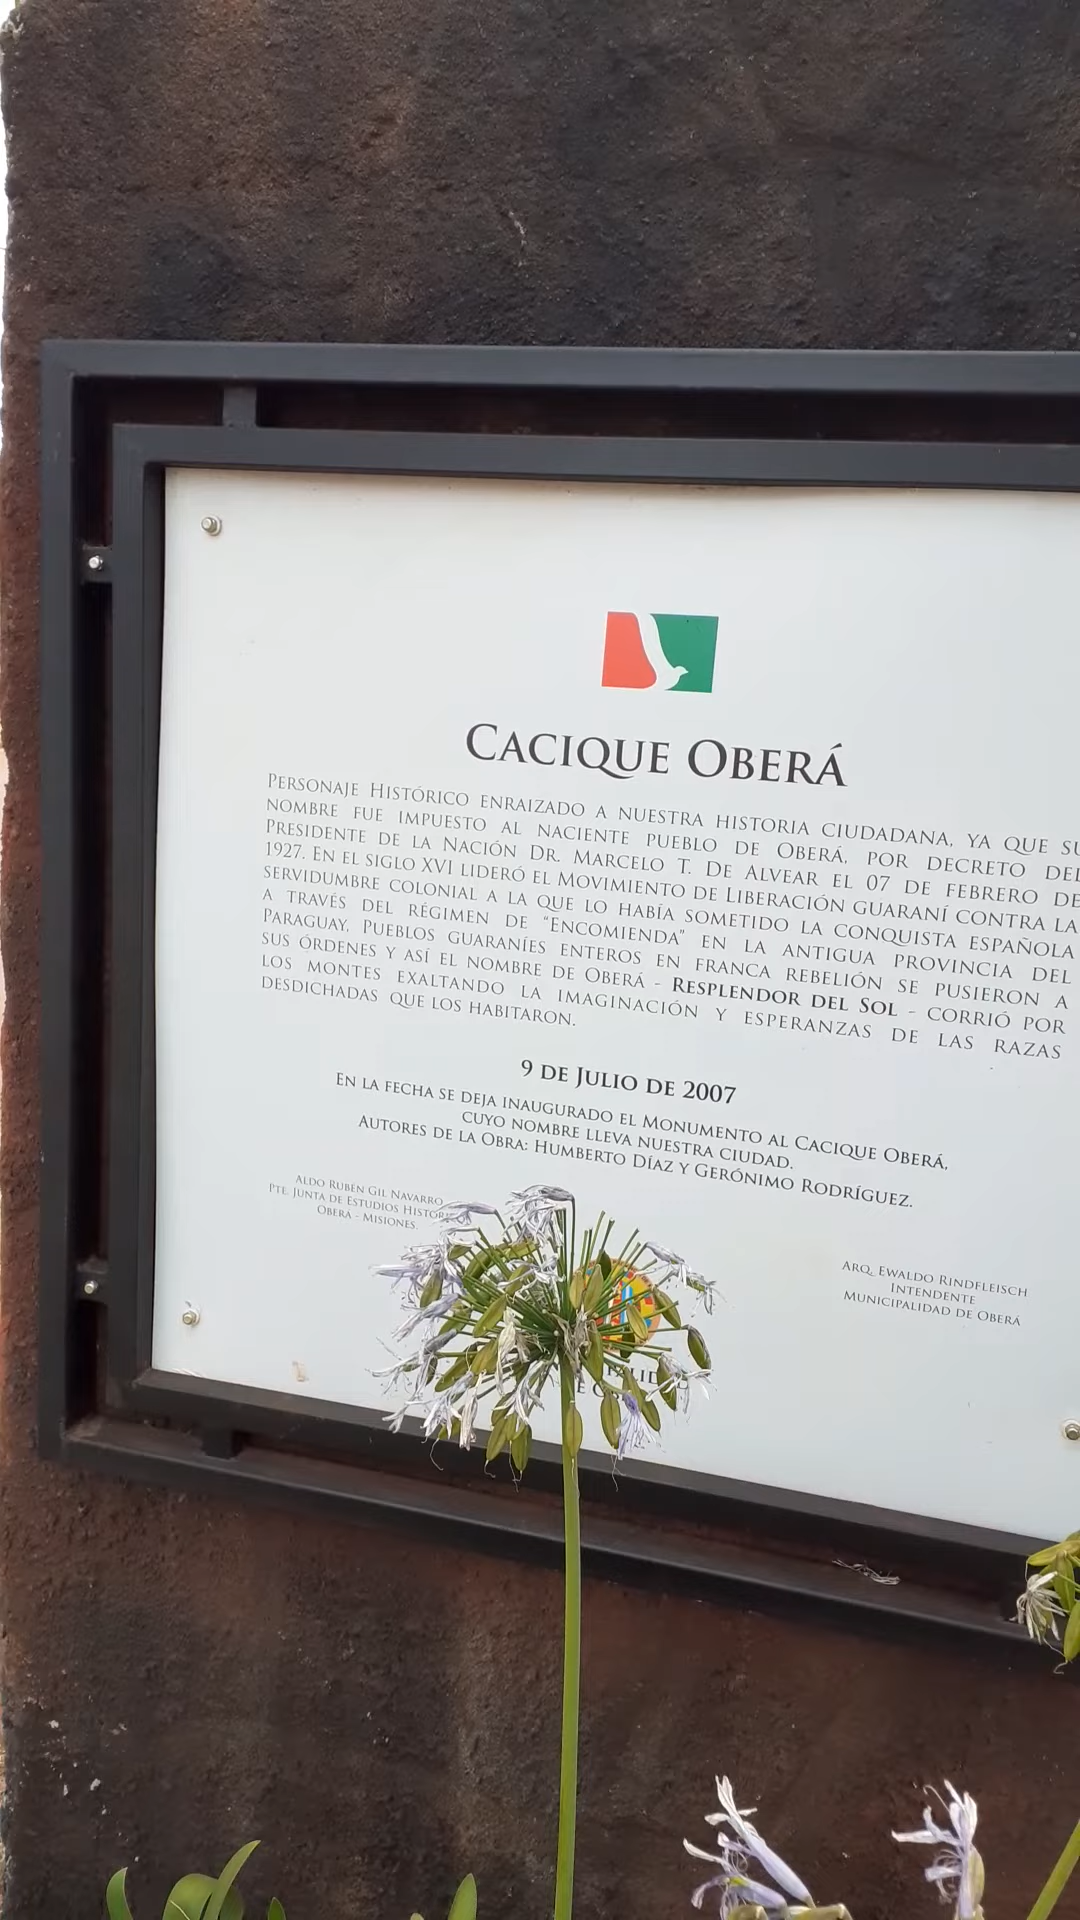 CACIQUE OBERÁ
PERSONAJE HISTÓRICO ENRAIZADO A NUESTRA HISTORIA CIUDADANA, YA QUE SU
NOMBRE FUE IMPUESTO AL NACIENTE PUEBLO DE OBERÁ, POR DECRETO DEL
PRESIDENTE DE LA NACIÓN DR. MARCELO T. DE ALVEAR EL 07 DE FEBRERO DE
1927. EN EL SIGLO XVI LIDERÓ EL MOVIMIENTO DE LIBERACIÓN GUARANÍ CONTRA LA
SERVIDUMBRE COLONIAL A LA QUE LO HABÍA SOMETIDO LA CONQUISTA ESPAÑOLA
A TRAVÉS DEL RÉGIMEN DE "ENCOMIENDA" EN LA ANTIGUA PROVINCIA DEL
PARAGUAY, PUEBLOS GUARANÍES ENTEROS EN FRANCA REBELIÓN SE PUSIERON A
SUS ÓRDENES Y ASÍ EL NOMBRE DE OBERÁ - RESPLENDOR DEL SOL - CORRIÓ POR
LOS MONTES EXALTANDO LA IMAGINACIÓN Y ESPERANZAS DE LAS RAZAS
DESDICHADAS QUE LOS HABITARON.
9 DE JULIO DE 2007
EN LA FECHA SE DEJA INAUGURADO EL MONUMENTO AL CACIQUE OBERÁ,
CUYO NOMBRE LLEVA NUESTRA CIUDAD.
AUTORES DE LA OBRA: HUMBERTO DÍAZ Y GERÓNIMO RODRÍGUEZ.
ALDO RUBÉN GIL NAVARRO
PTE. JUNTA DE ESTUDIOS
OBERÁ - MISIONES.
ARQ. EWALDO RINDFLEISCH
INTENDENTE
MUNICIPALIDAD DE OBERÁ